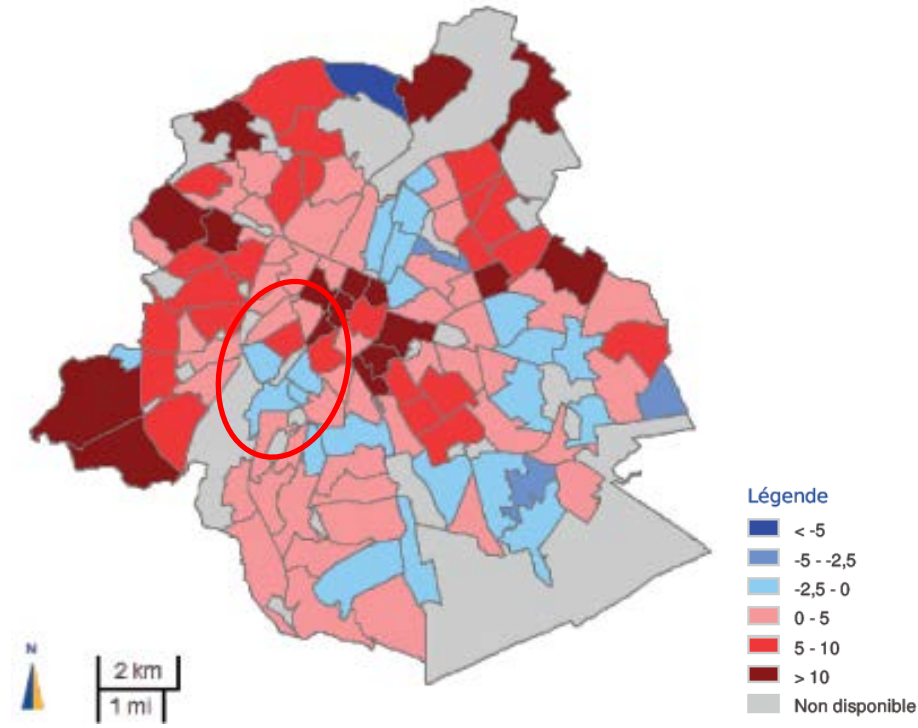 Légende
< -5
-5 - -2,5
-2,5 - 0
0 - 5
5 - 10
> 10
Non disponible
N
2 km
1 mi